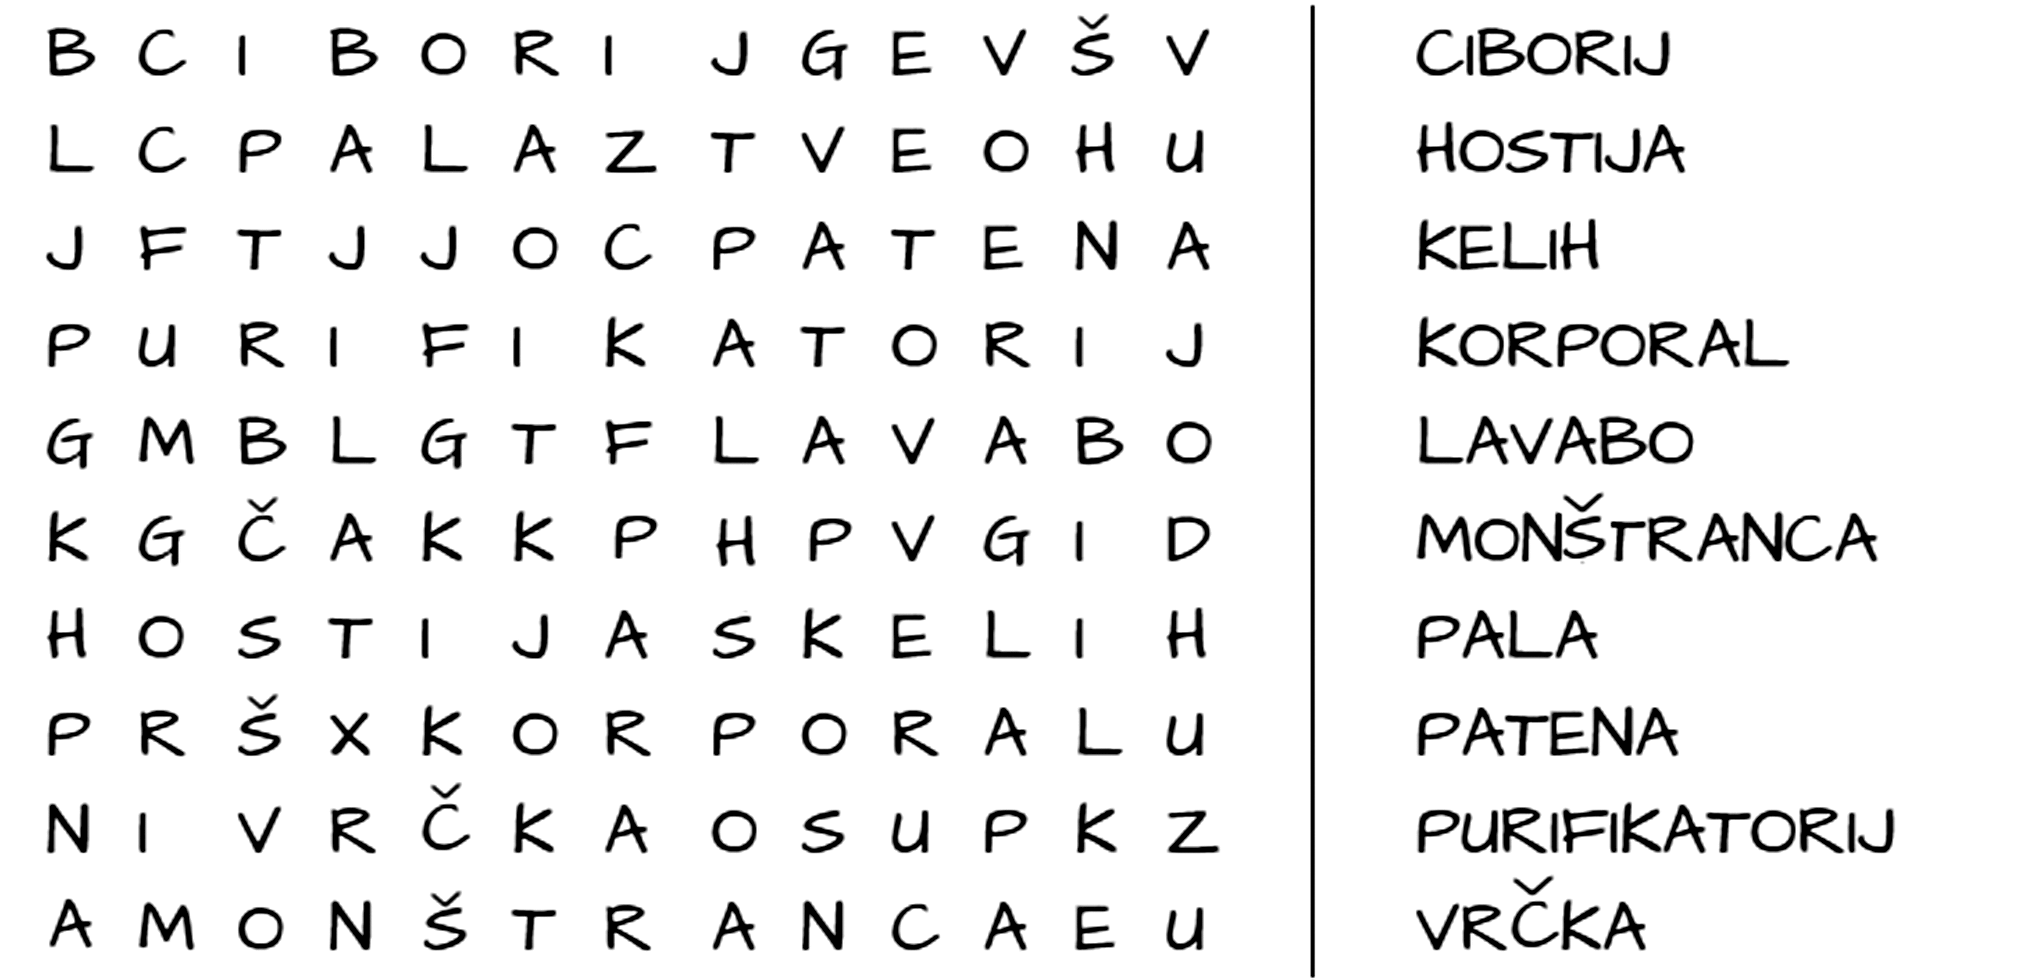 B C I B O R I J G E V Š V
L C P A L A Z T V E O H U
J F T J J O C P A T E N A
P U R I F I K A T O R I J
G M B L G T F L A V A B O
K G Č A K K P H P V G I D
H O S T I J A S K E L I H
P R Š X K O R P O R A L U
N I V R Č K A O S U P K Z
A M O N Š T R A N C A E U
CIBORIJ
HOSTIJA
KELIH
KORPORAL
LAVABO
MONŠTRANCA
PALA
PATENA
PURIFIKATORIJ
VRČKA